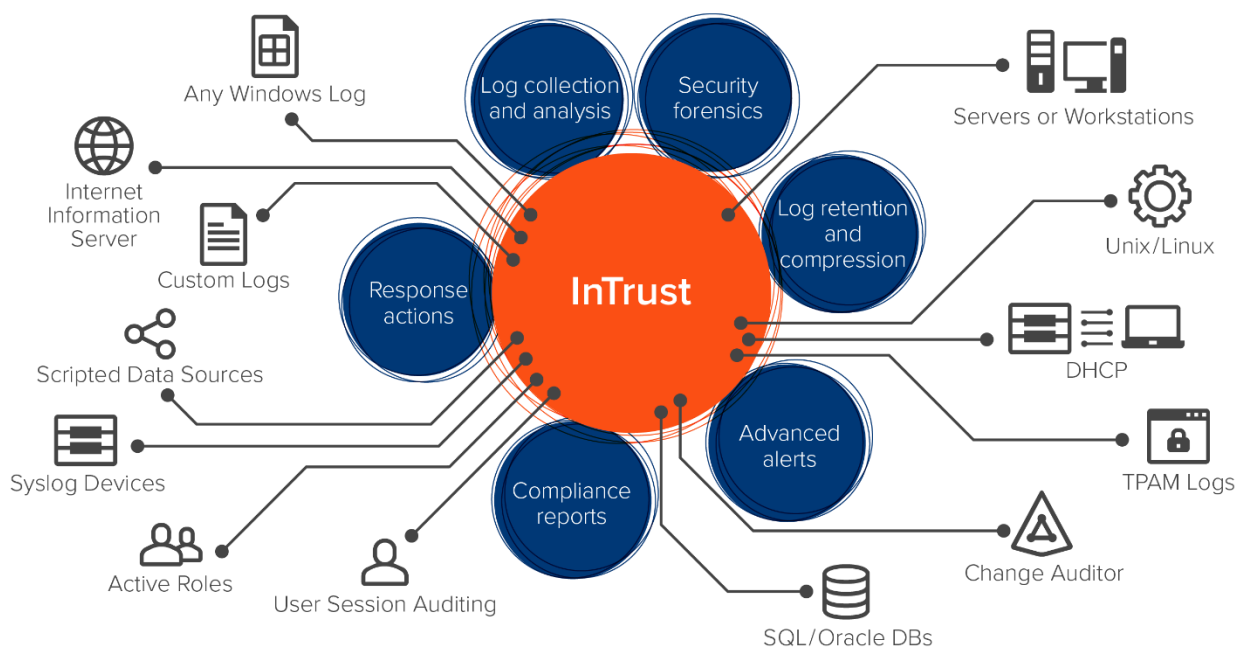 Any Windows Log
Internet
Information
Server
Custom Logs
Scripted Data Sources
Syslog Devices
Active Roles
User Session Auditing
Log collection
and analysis
Security
forensics
Response
actions
InTrust
Log retention
and
compression
Advanced
alerts
Compliance
reports
Servers or Workstations
Unix/Linux
DHCP
TPAM Logs
Change Auditor
SQL/Oracle DBs